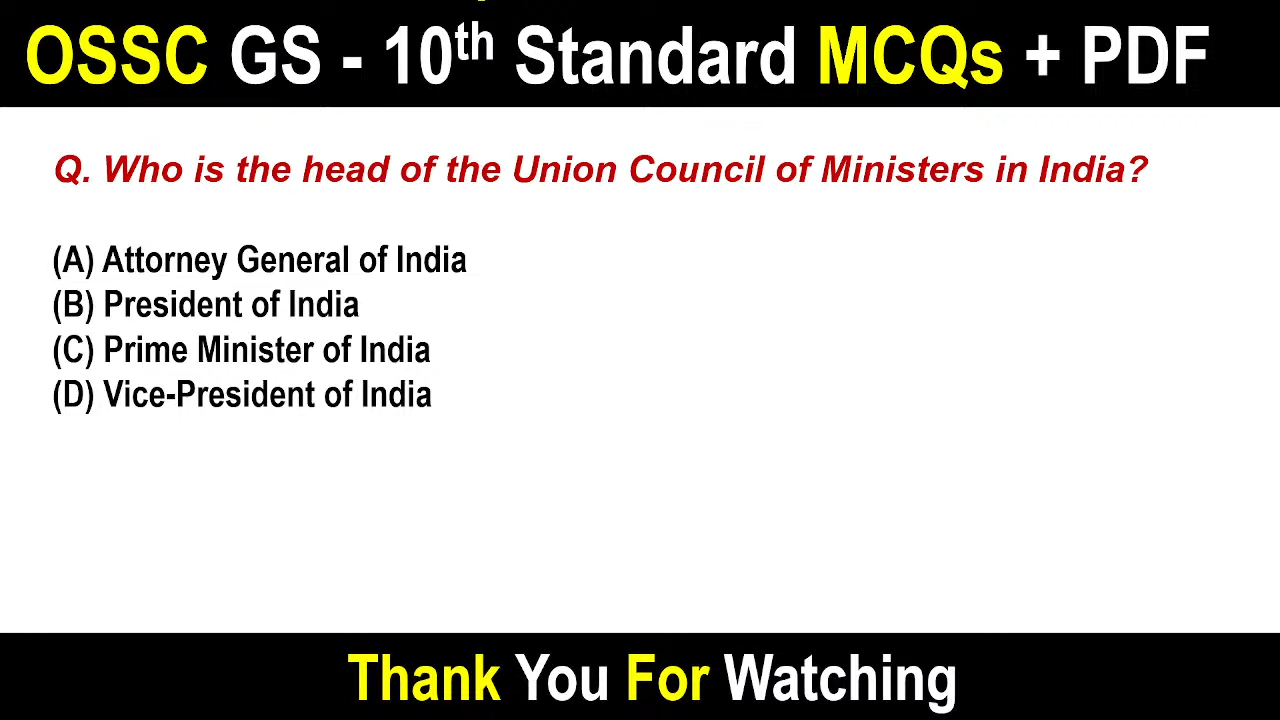 OSSC GS - 10th Standard MCQs + PDF
Q. Who is the head of the Union Council of Ministers in India?
(A) Attorney General of India
(B) President of India
(C) Prime Minister of India
(D) Vice-President of India
Thank You For Watching